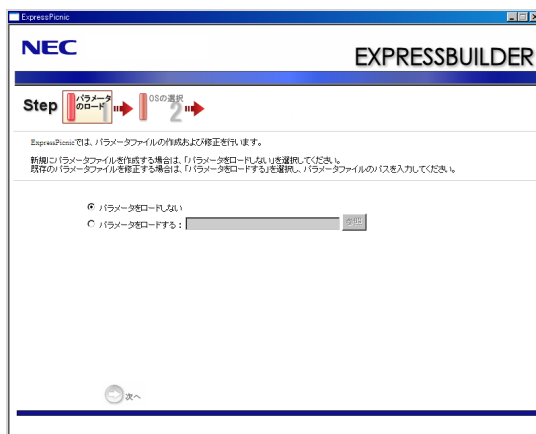 ExpressPicnic
NEC
EXPRESSBUILDER
Step パラメータのロード 1 OSの選択 2
ExpressPicnicでは、パラメータファイルの作成および修正を行います。
新規にパラメータファイルを作成する場合は、「パラメータをロードしない」を選択してください。
既存のパラメータファイルを修正する場合は、「パラメータをロードする」を選択し、パラメータファイルのパスを入力してください。
パラメータをロードしない
パラメータをロードする：
参照
次へ